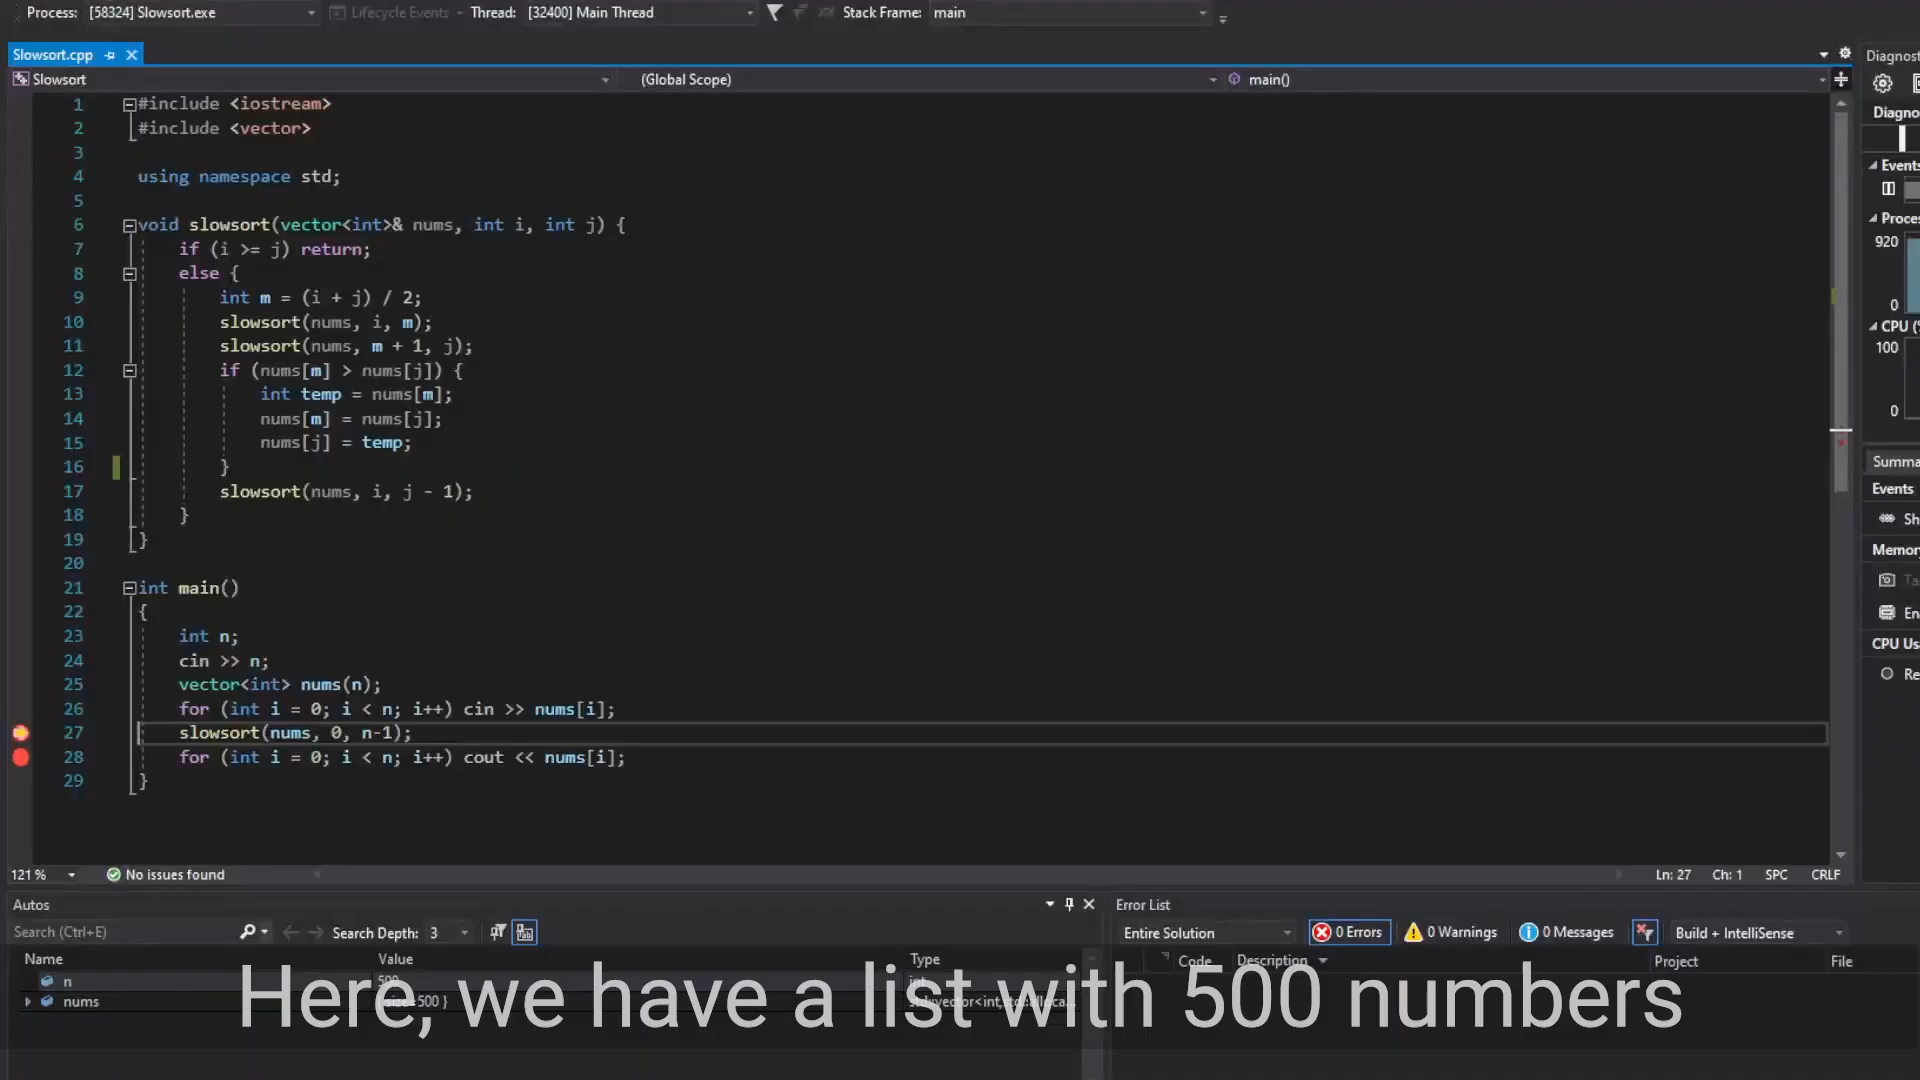 Process: [58324] Slowsort.exe Lifecycle Events Thread: [32400] Main Thread Stack Frame: main
Slowsort.cpp
Slowsort (Global Scope) main()
1 #include <iostream>
2 #include <vector>
3
4 using namespace std;
5
6 void slowsort(vector<int>& nums, int i, int j) {
7 if (i >= j) return;
8 else {
9 int m = (i + j) / 2;
10 slowsort(nums, i, m);
11 slowsort(nums, m + 1, j);
12 if (nums[m] > nums[j]) {
13 int temp = nums[m];
14 nums[m] = nums[j];
15 nums[j] = temp;
16 }
17 slowsort(nums, i, j - 1);
18 }
19 }
20
21 int main()
22 {
23 int n;
24 cin >> n;
25 vector<int> nums(n);
26 for (int i = 0; i < n; i++) cin >> nums[i];
27 slowsort(nums, 0, n-1);
28 for (int i = 0; i < n; i++) cout << nums[i];
29 }
121 % No issues found Ln: 27 Ch: 1 SPC CRLF
Diagnost
Diagno
Events
Proces
920
0
CPU (
100
0
Summa
Events
Sh
Memory
Ta
En
CPU Us
Re
Autos
Search (Ctrl+E) Search Depth: 3
Name Value Type
n 500 int
nums { size=500 }
Error List
Entire Solution 0 Errors 0 Warnings 0 Messages Build + IntelliSense
Code Description Project File
Here, we have a list with 500 numbers